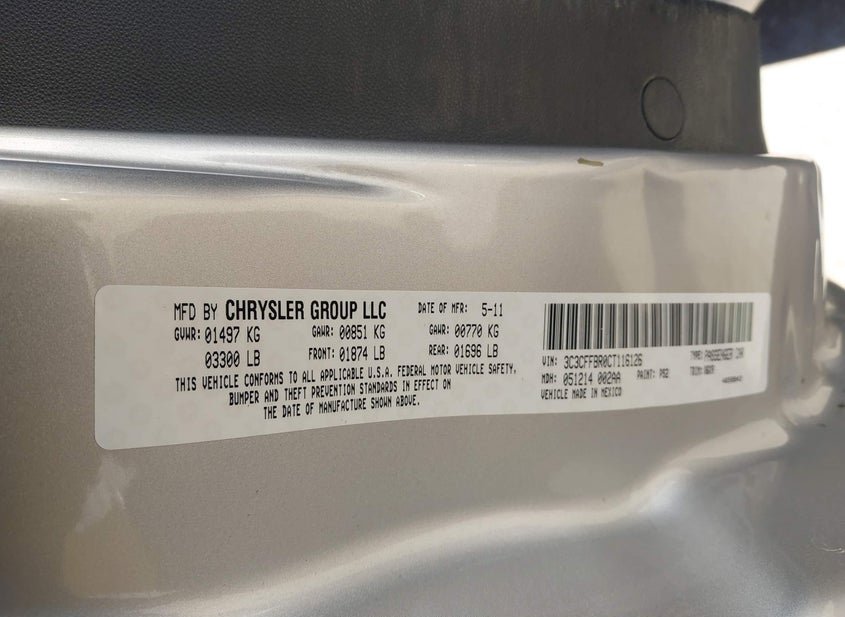 MFD BY CHRYSLER GROUP LLC DATE OF MFR: 5-11
GVWR: 01497 KG GAWR: 00851 KG GAWR: 00770 KG
03300 LB FRONT: 01874 LB REAR: 01696 LB
THIS VEHICLE CONFORMS TO ALL APPLICABLE U.S.A. FEDERAL MOTOR VEHICLE SAFETY,
BUMPER AND THEFT PREVENTION STANDARDS IN EFFECT ON
THE DATE OF MANUFACTURE SHOWN ABOVE.
VIN: 3C3CFFBR0CT116126 TYPE: PASSENGER CAR
MDH: 051214 002AA PAINT: PS2 TRIM:
VEHICLE MADE IN MEXICO